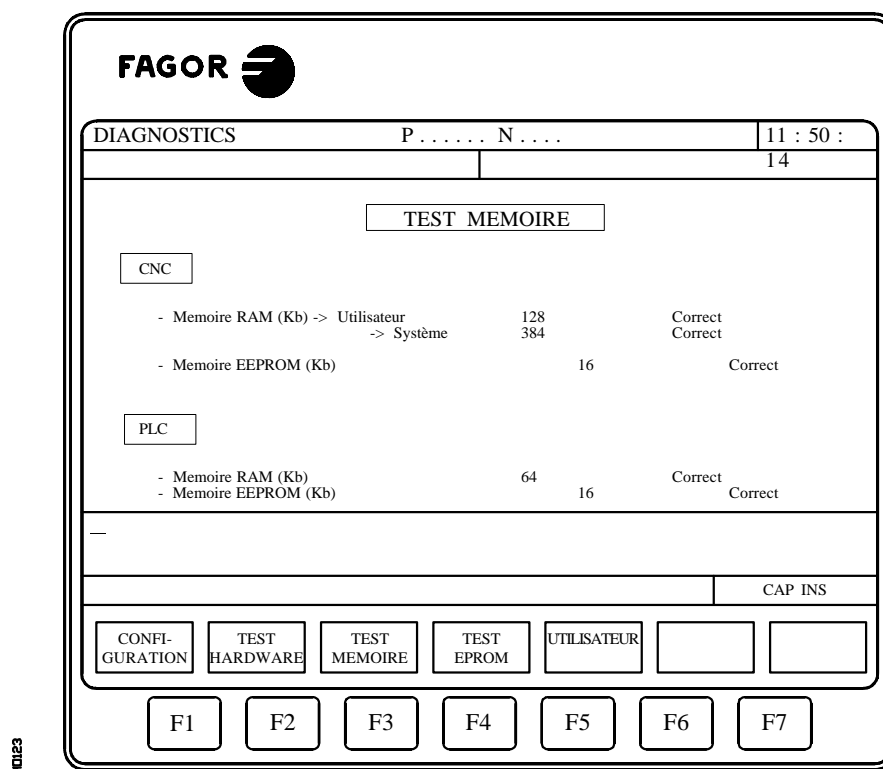 FAGOR
DIAGNOSTICS P . . . . . . N . . . . 11 : 50 :
14
TEST MEMOIRE
CNC
- Memoire RAM (Kb) -> Utilisateur 128 Correct
-> Système 384 Correct
- Memoire EEPROM (Kb) 16 Correct
PLC
- Memoire RAM (Kb) 64 Correct
- Memoire EEPROM (Kb) 16 Correct
CAP INS
CONFI-
GURATION
TEST
HARDWARE
TEST
MEMOIRE
TEST
EPROM
UTILISATEUR
F1 F2 F3 F4 F5 F6 F7